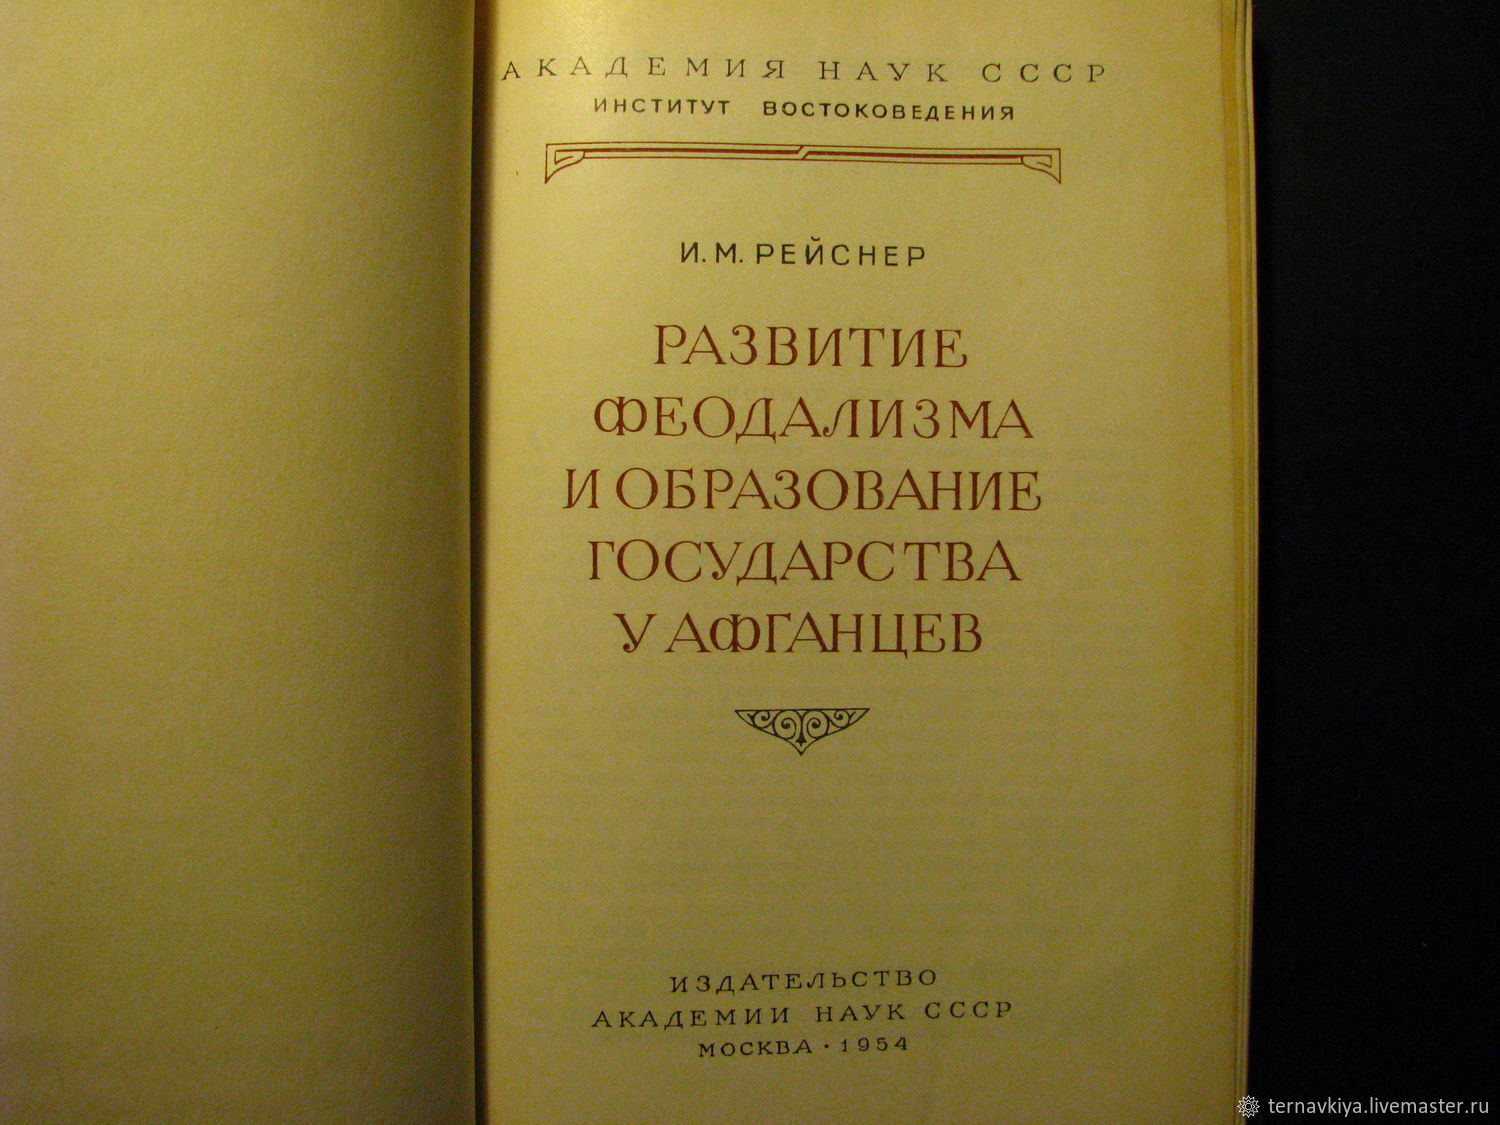 АКАДЕМИЯ НАУК СССР
ИНСТИТУТ ВОСТОКОВЕДЕНИЯ
И. М. РЕЙСНЕР
РАЗВИТИЕ
ФЕОДАЛИЗМА
И ОБРАЗОВАНИЕ
ГОСУДАРСТВА
У АФГАНЦЕВ
ИЗДАТЕЛЬСТВО
АКАДЕМИИ НАУК СССР
МОСКВА · 1954
ternavkiya.livemaster.ru